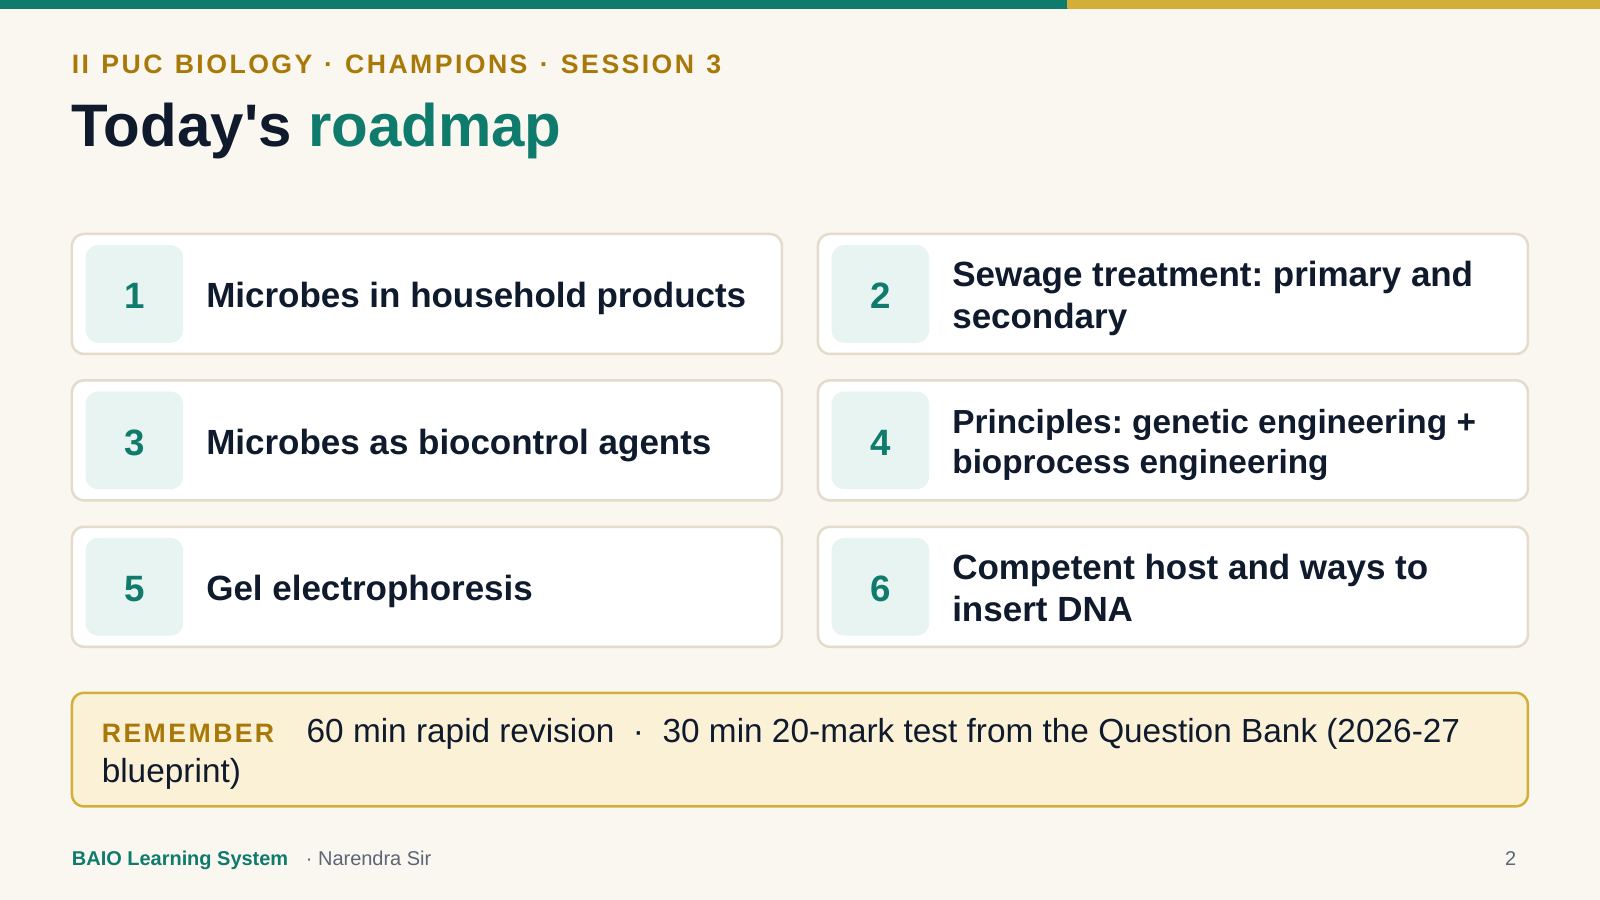 II PUC BIOLOGY · CHAMPIONS · SESSION 3
Today's roadmap
1
Microbes in household products
2
Sewage treatment: primary and
secondary
3
Microbes as biocontrol agents
4
Principles: genetic engineering +
bioprocess engineering
5
Gel electrophoresis
6
Competent host and ways to
insert DNA
REMEMBER 60 min rapid revision · 30 min 20-mark test from the Question Bank (2026-27
blueprint)
BAIO Learning System · Narendra Sir
2